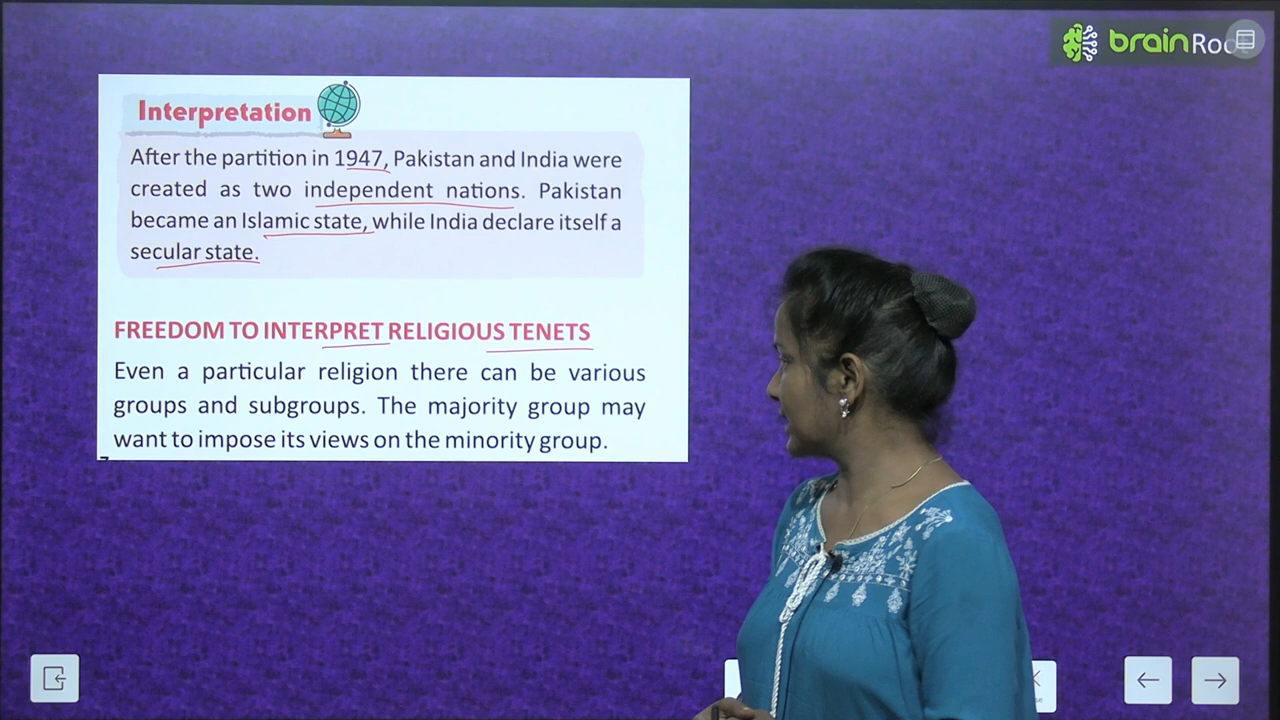 brainRoot
Interpretation
After the partition in 1947, Pakistan and India were
created as two independent nations. Pakistan
became an Islamic state, while India declare itself a
secular state.
FREEDOM TO INTERPRET RELIGIOUS TENETS
Even a particular religion there can be various
groups and subgroups. The majority group may
want to impose its views on the minority group.